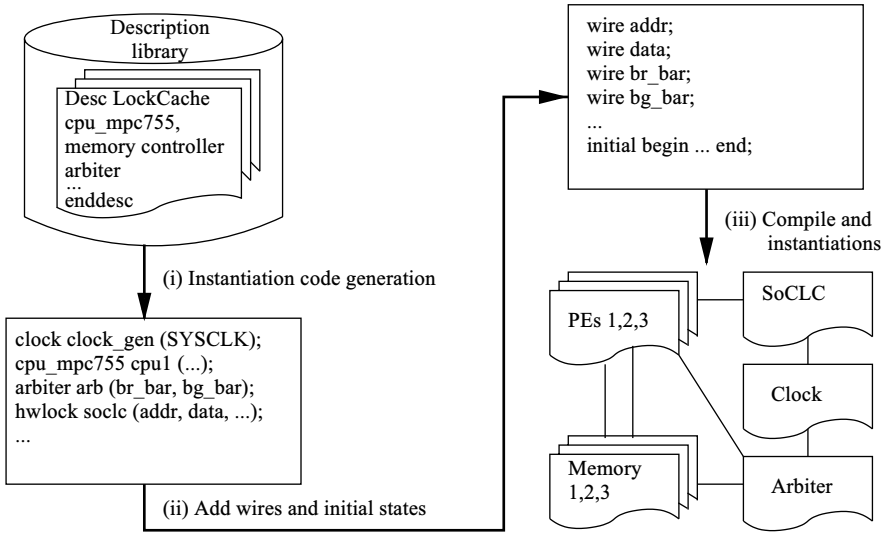 Description
library
Desc LockCache
cpu_mpc755,
memory controller
arbiter
...
enddesc
(i) Instantiation code generation
clock clock_gen (SYSCLK);
cpu_mpc755 cpu1 (...);
arbiter arb (br_bar, bg_bar);
hwlock soclc (addr, data, ...);
...
(ii) Add wires and initial states
wire addr;
wire data;
wire br_bar;
wire bg_bar;
...
initial begin ... end;
(iii) Compile and
instantiations
PEs 1,2,3
SoCLC
Clock
Memory
1,2,3
Arbiter